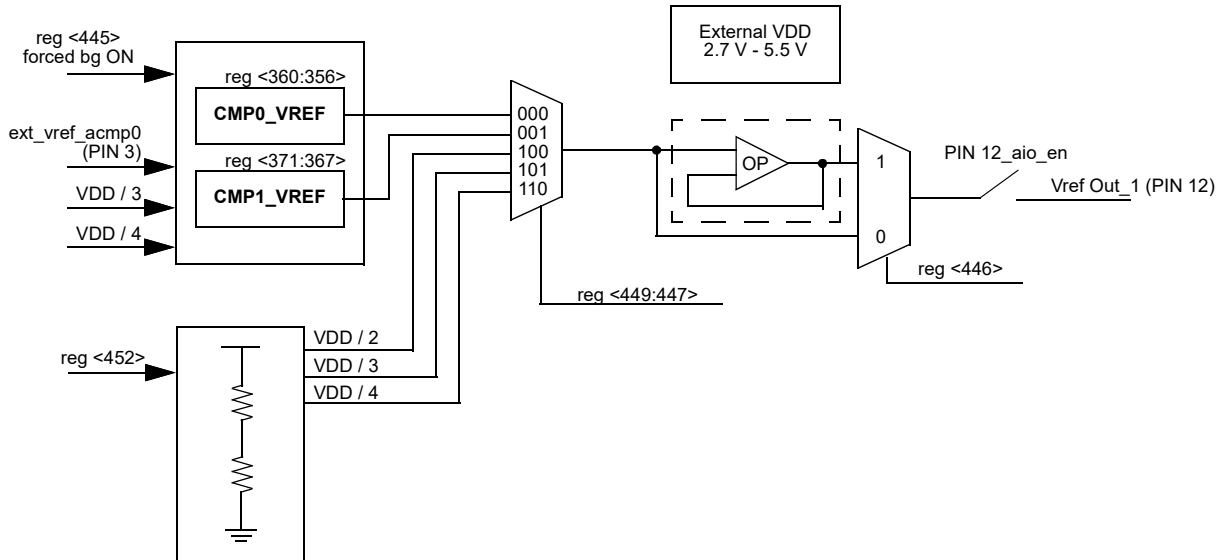 reg <445>
forced bg ON
ext_vref_acmp0
(PIN 3)
VDD / 3
VDD / 4
reg <360:356>
CMP0_VREF
reg <371:367>
CMP1_VREF
000
001
100
101
110
External VDD
2.7 V - 5.5 V
OP
1
0
PIN 12_aio_en
Vref Out_1 (PIN 12)
reg <446>
reg <449:447>
reg <452>
VDD / 2
VDD / 3
VDD / 4